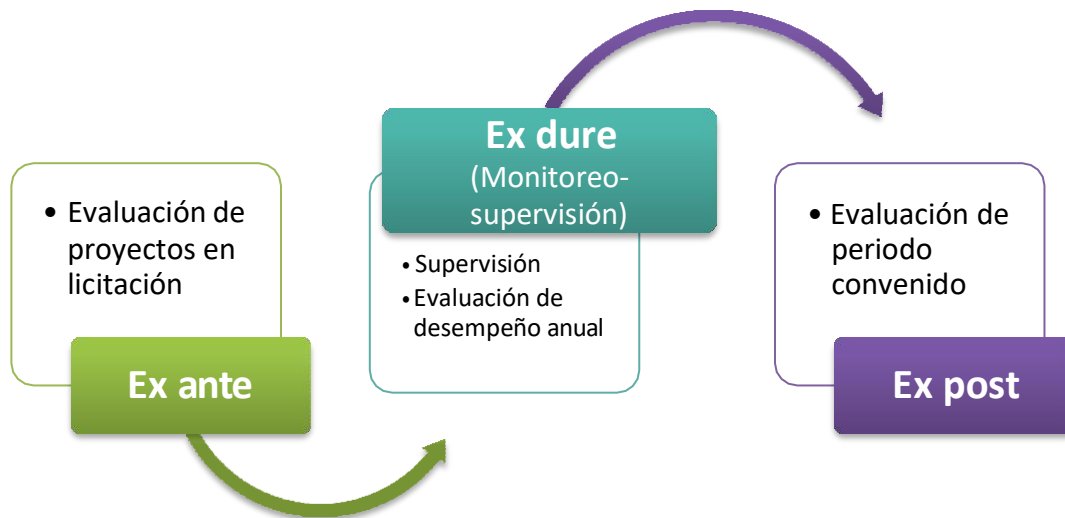 • Evaluación de
proyectos en
licitación
Ex ante
Ex dure
(Monitoreo-
supervisión)
• Supervisión
• Evaluación de
desempeño anual
• Evaluación de
periodo
convenido
Ex post